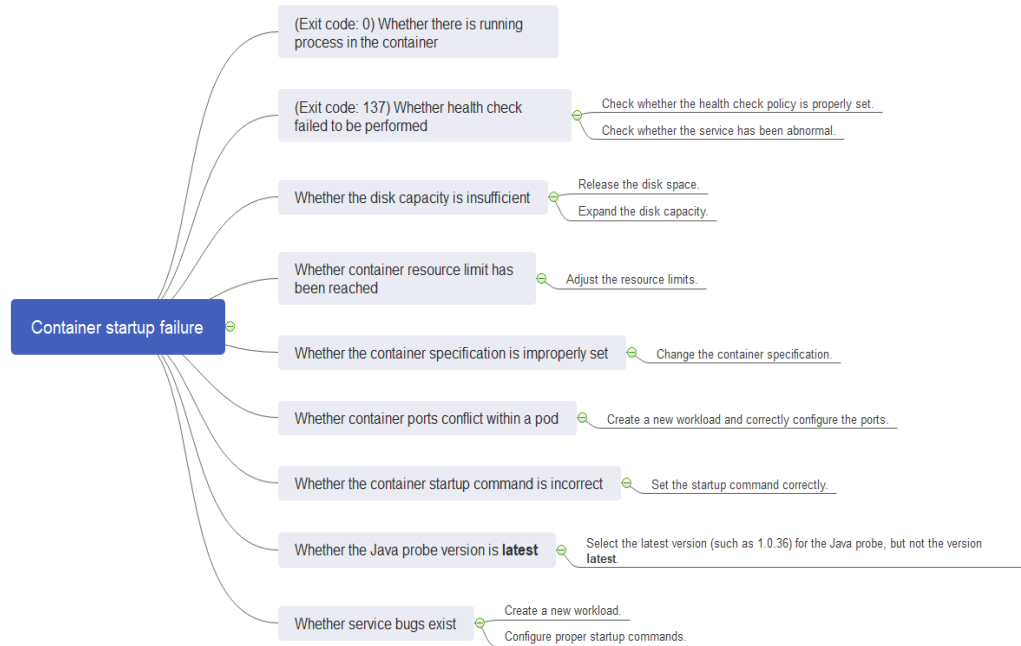 Container startup failure
(Exit code: 0) Whether there is running
process in the container
(Exit code: 137) Whether health check
failed to be performed
Check whether the health check policy is properly set.
Check whether the service has been abnormal.
Whether the disk capacity is insufficient
Release the disk space.
Expand the disk capacity.
Whether container resource limit has
been reached
Adjust the resource limits.
Whether the container specification is improperly set
Change the container specification.
Whether container ports conflict within a pod
Create a new workload and correctly configure the ports.
Whether the container startup command is incorrect
Set the startup command correctly.
Whether the Java probe version is latest
Select the latest version (such as 1.0.36) for the Java probe, but not the version
latest.
Whether service bugs exist
Create a new workload.
Configure proper startup commands.